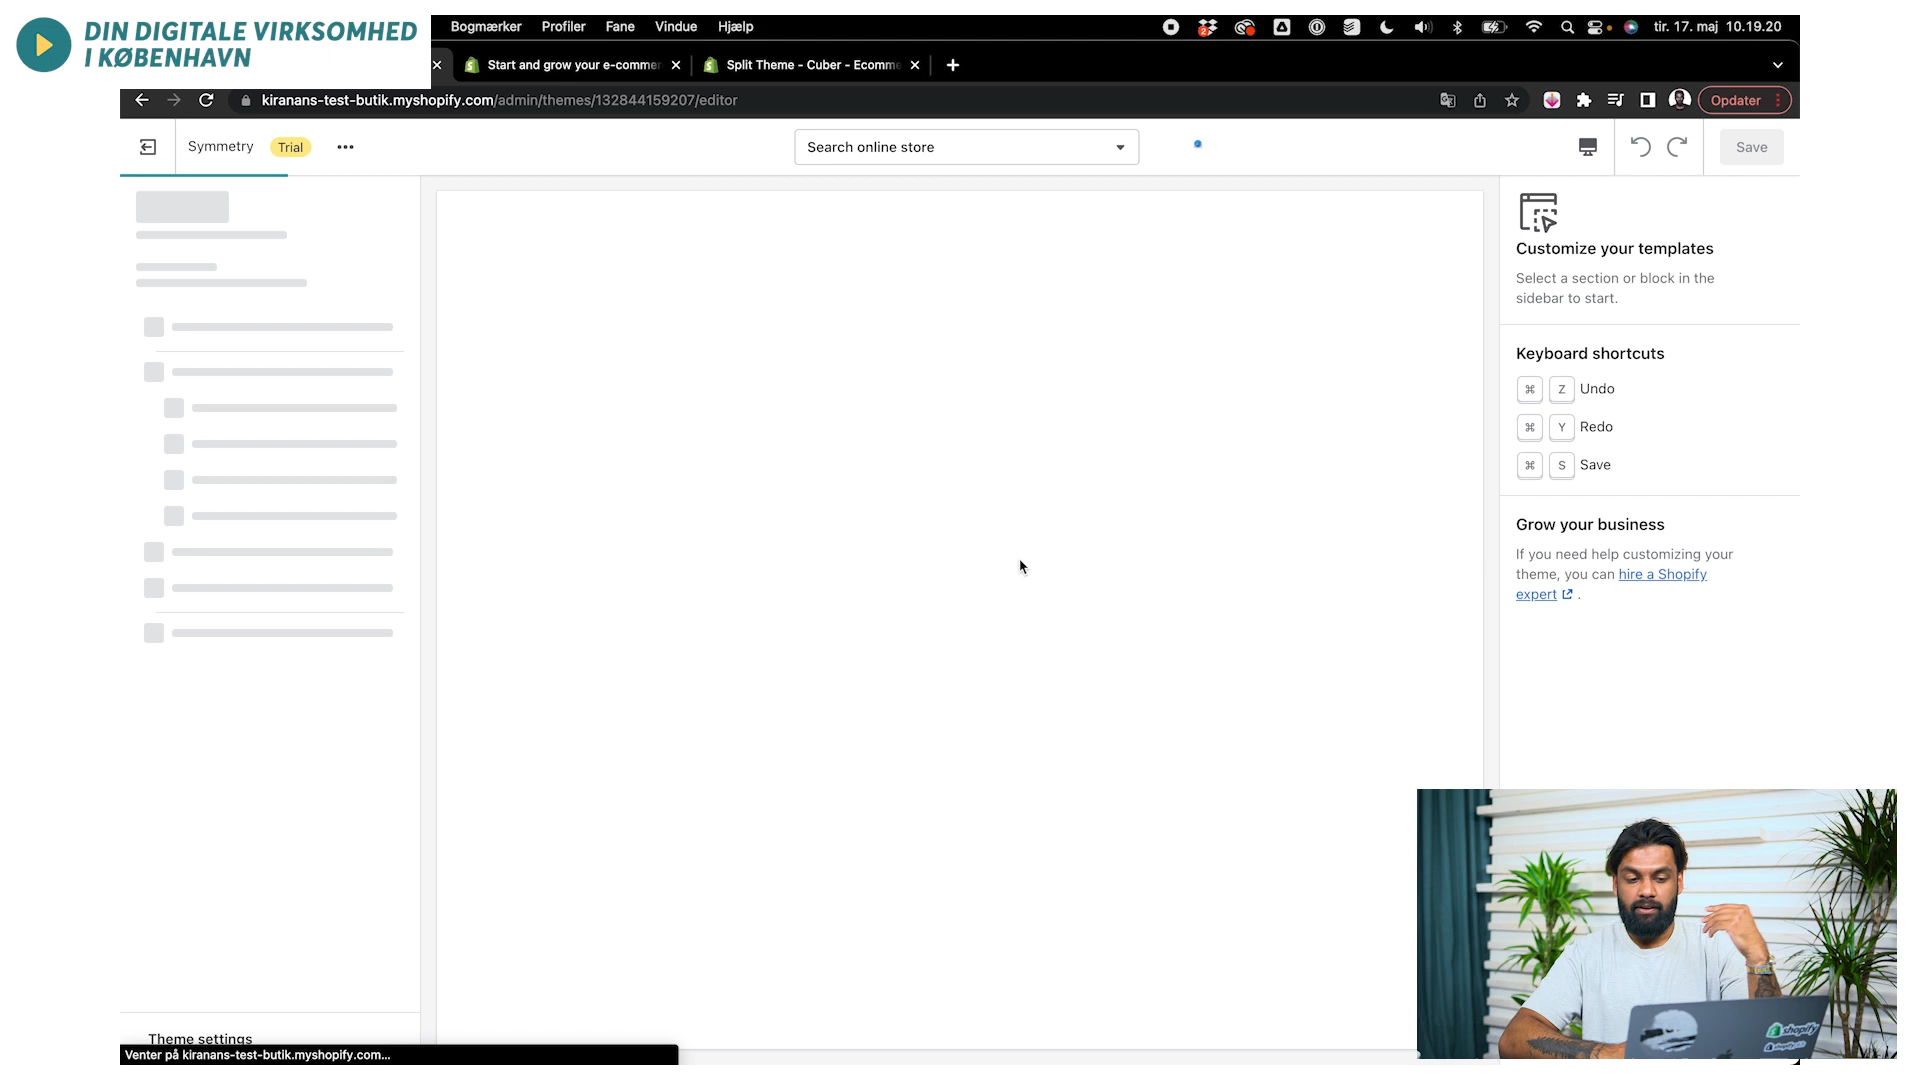 DIN DIGITALE VIRKSOMHED
I KØBENHAVN
Bogmærker Profiler Fane Vindue Hjælp
2
tir. 17. maj 10.19.20
Start and grow your e-commer
Split Theme - Cuber - Ecomme
kiranans-test-butik.myshopify.com/admin/themes/132844159207/editor
Opdater
Symmetry Trial
Search online store
Save
Customize your templates
Select a section or block in the
sidebar to start.
Keyboard shortcuts
⌘ Z Undo
⌘ Y Redo
⌘ S Save
Grow your business
If you need help customizing your
theme, you can hire a Shopify
expert .
Theme settings
Venter på kiranans-test-butik.myshopify.com...
shopify